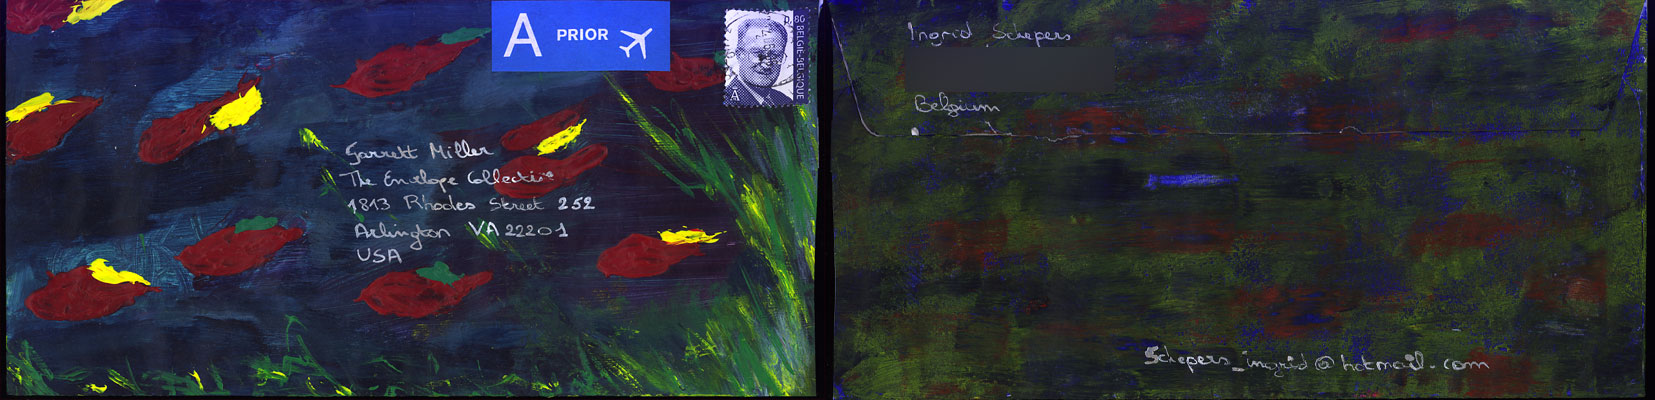 A PRIOR
0,80
BELGIE-BELGIQUE
A
Garrett Miller
The Envelope Collective
1813 Rhodes Street 252
Arlington VA 22201
USA
Ingrid Schepers
Belgium
Schepers_ingrid@hotmail.com